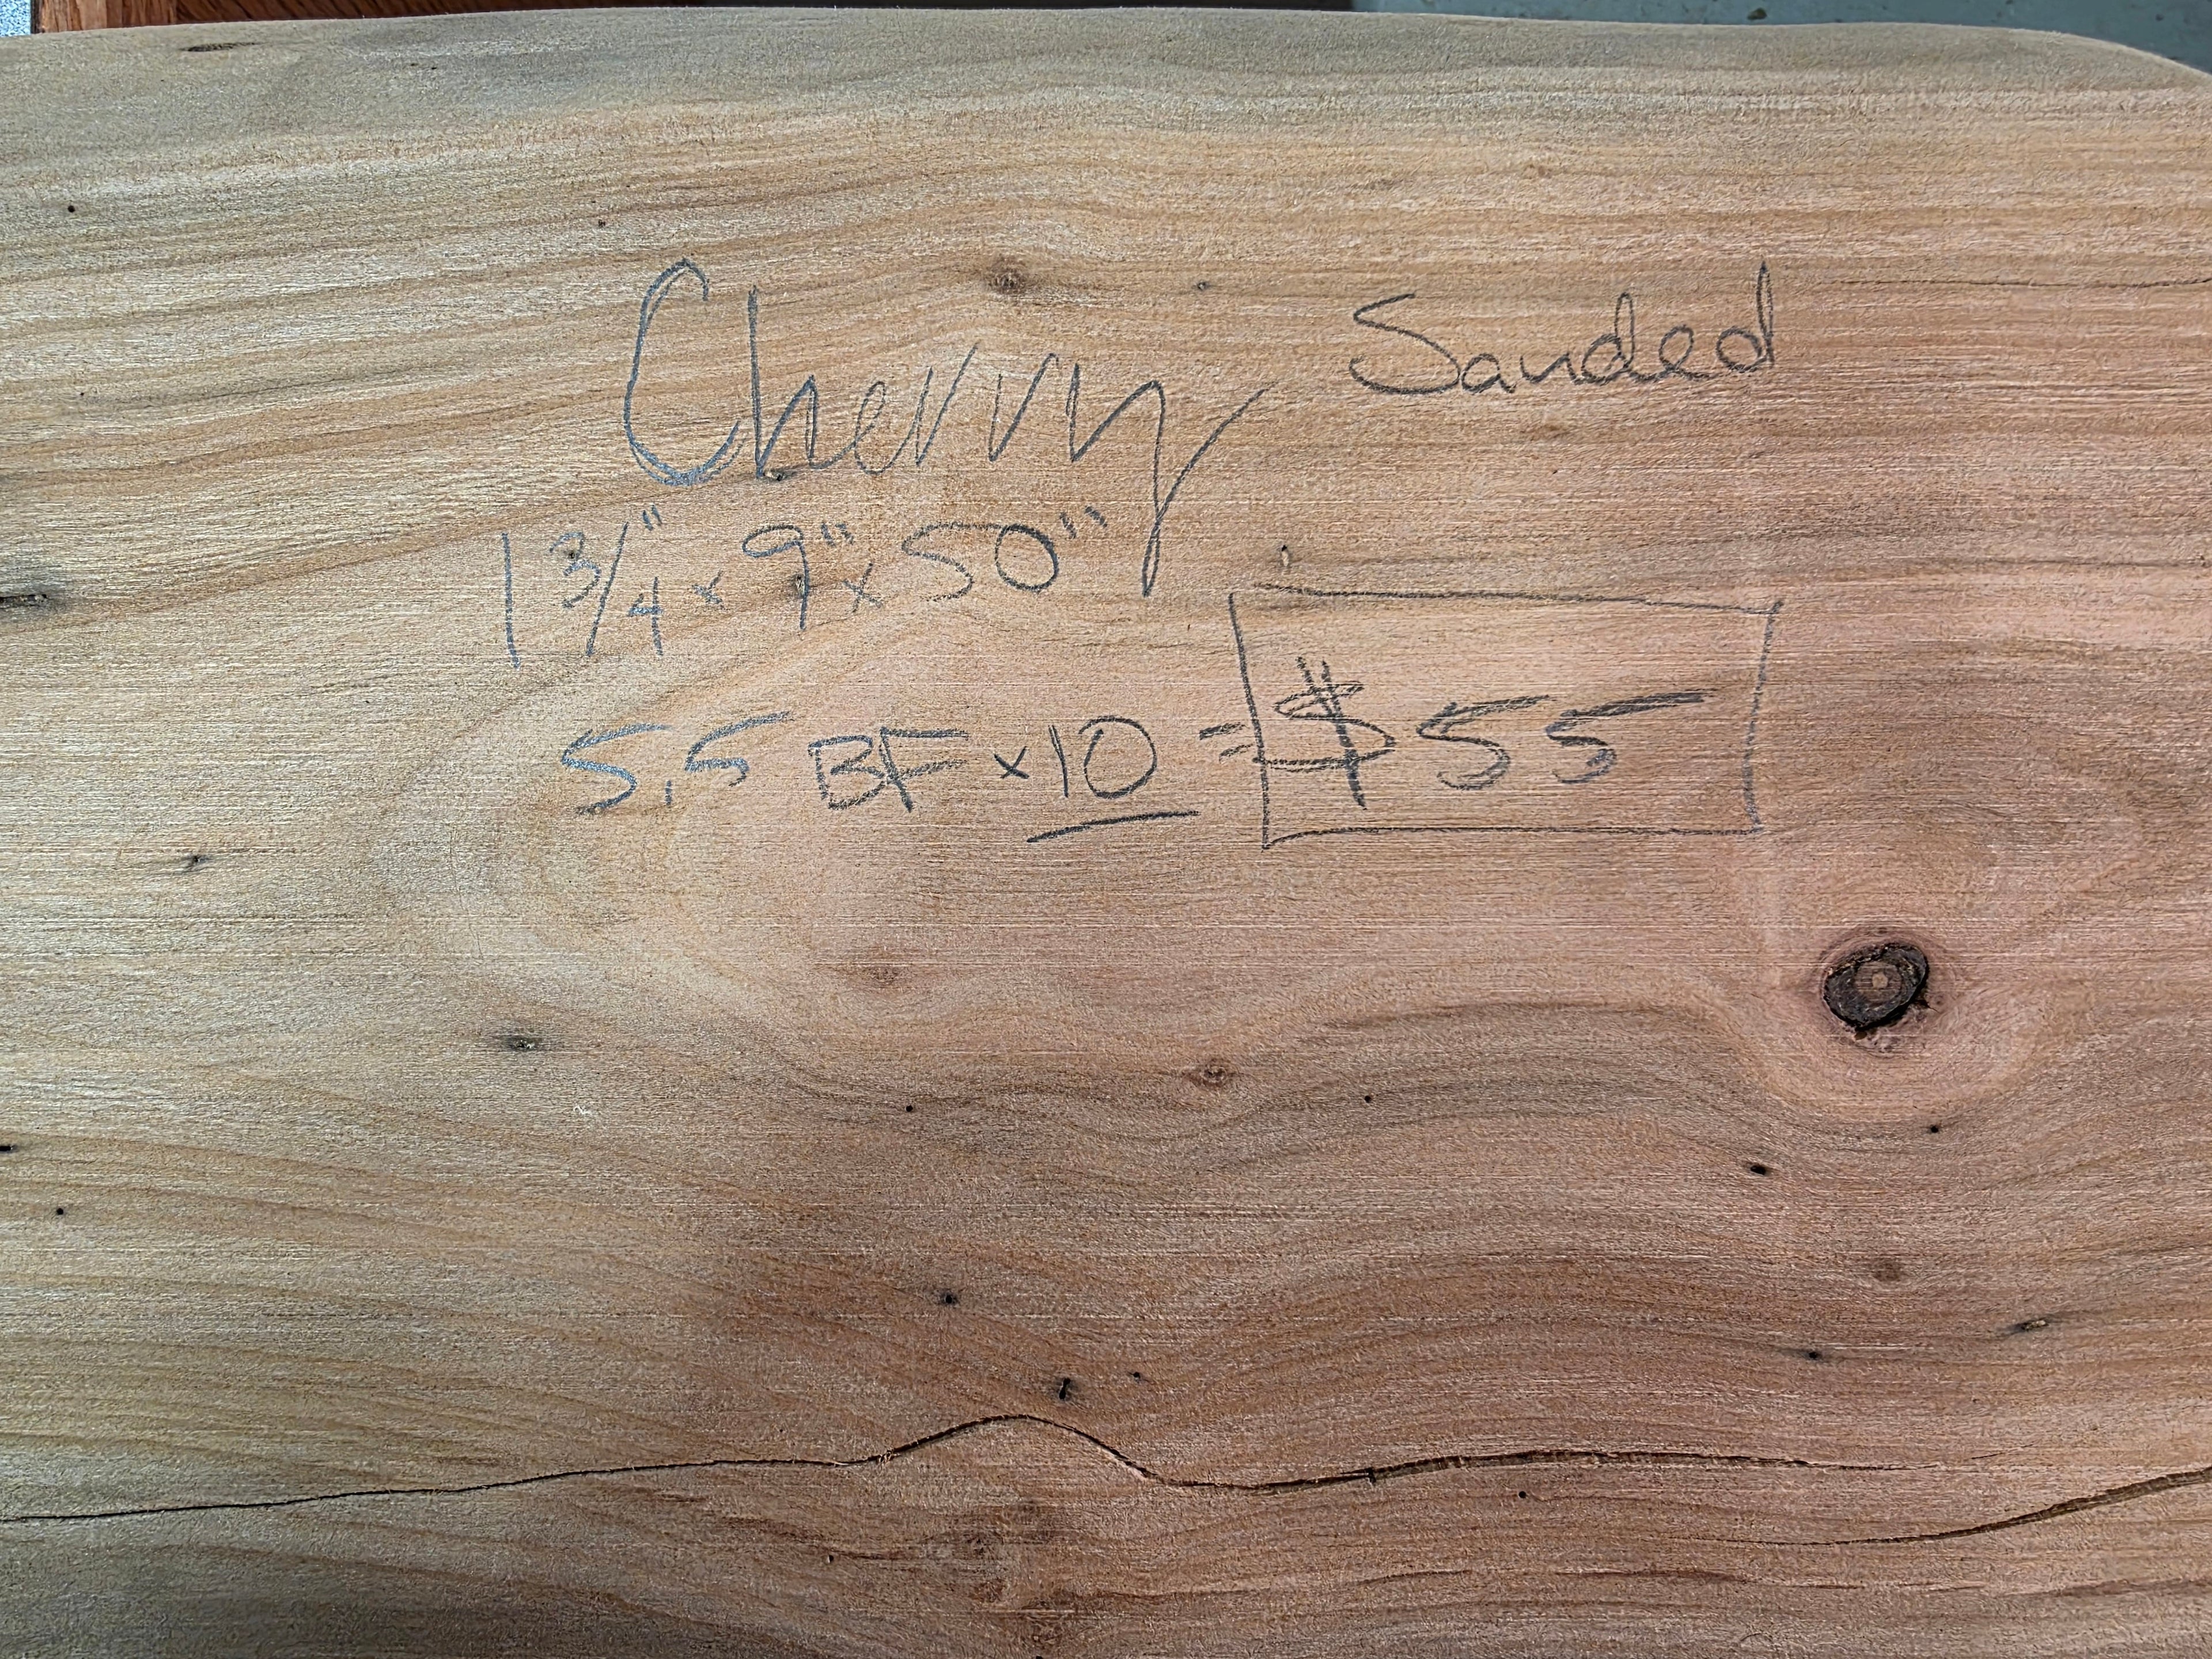 Cherry Sanded
1 3/4" x 9" x 50"
5.5 BF x 10 = $55